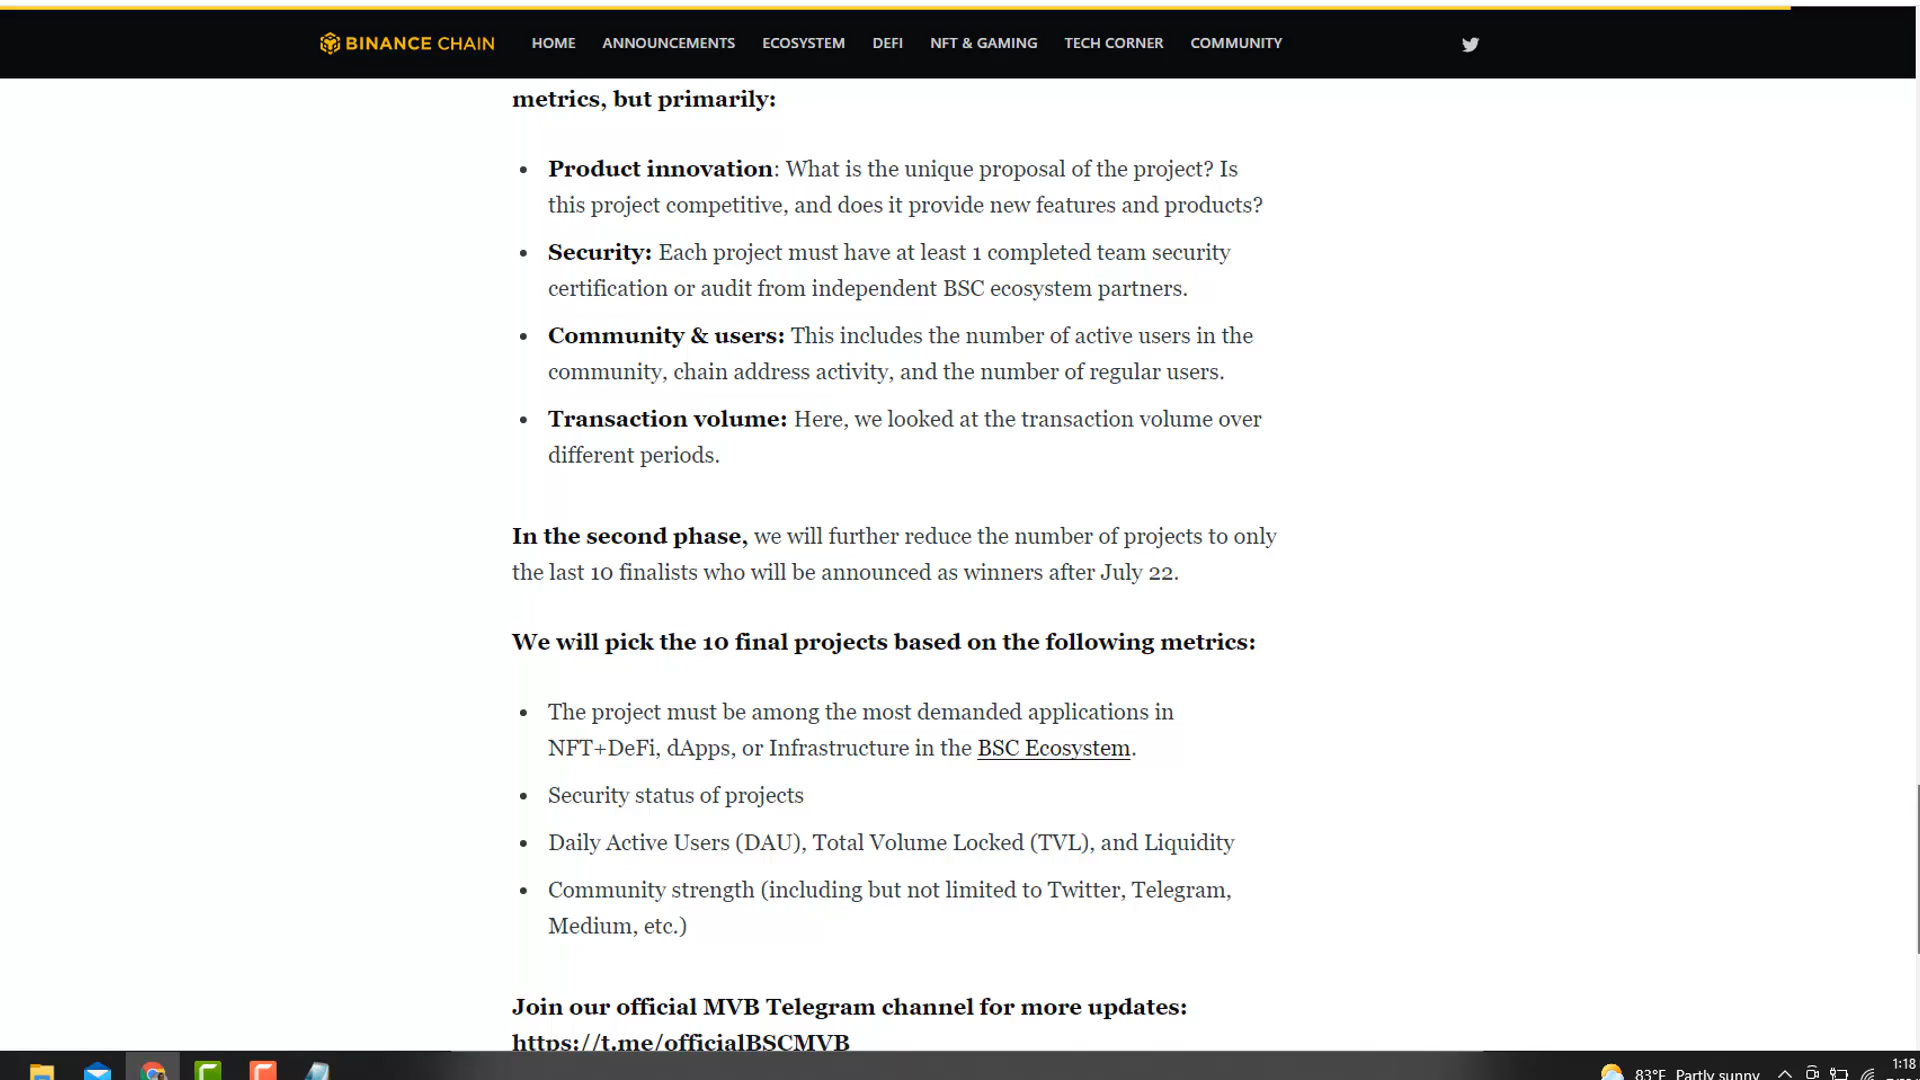 BINANCE CHAIN HOME ANNOUNCEMENTS ECOSYSTEM DEFI NFT & GAMING TECH CORNER COMMUNITY
metrics, but primarily:
• Product innovation: What is the unique proposal of the project? Is
this project competitive, and does it provide new features and products?
• Security: Each project must have at least 1 completed team security
certification or audit from independent BSC ecosystem partners.
• Community & users: This includes the number of active users in the
community, chain address activity, and the number of regular users.
• Transaction volume: Here, we looked at the transaction volume over
different periods.
In the second phase, we will further reduce the number of projects to only
the last 10 finalists who will be announced as winners after July 22.
We will pick the 10 final projects based on the following metrics:
• The project must be among the most demanded applications in
NFT+DeFi, dApps, or Infrastructure in the BSC Ecosystem.
• Security status of projects
• Daily Active Users (DAU), Total Volume Locked (TVL), and Liquidity
• Community strength (including but not limited to Twitter, Telegram,
Medium, etc.)
Join our official MVB Telegram channel for more updates:
https://t.me/officialBSCMVB
83°F Partly sunny 1:18